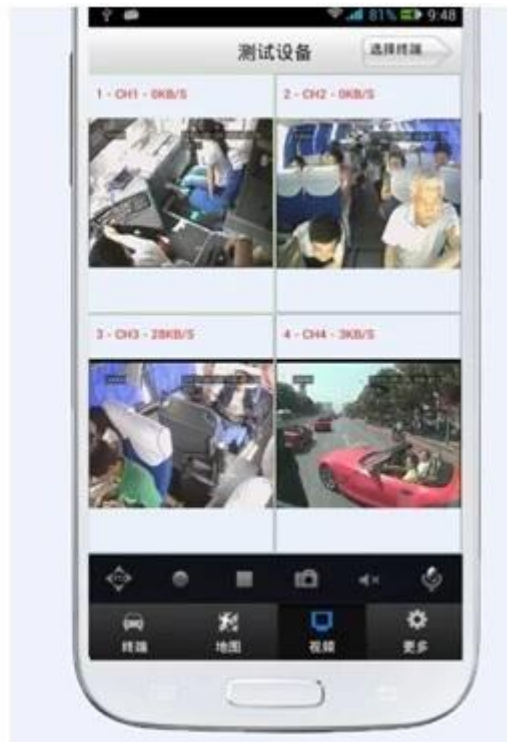 81% 9:48
测试设备
选择终端
1 - CH1 - 0KB/S
2 - CH2 - 0KB/S
3 - CH3 - 28KB/S
4 - CH4 - 3KB/S
终端
地图
视频
更多